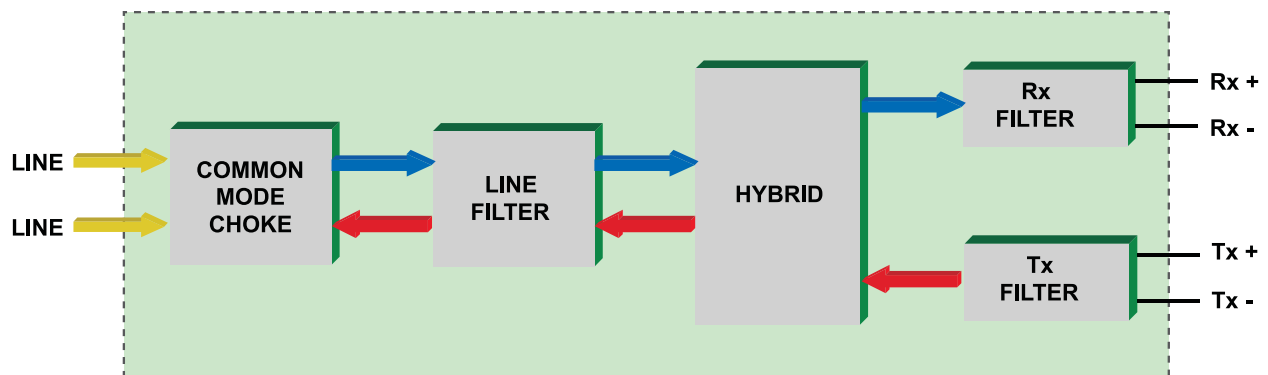 LINE
LINE
COMMON
MODE
CHOKE
LINE
FILTER
HYBRID
Rx
FILTER
Rx +
Rx -
Tx
FILTER
Tx +
Tx -